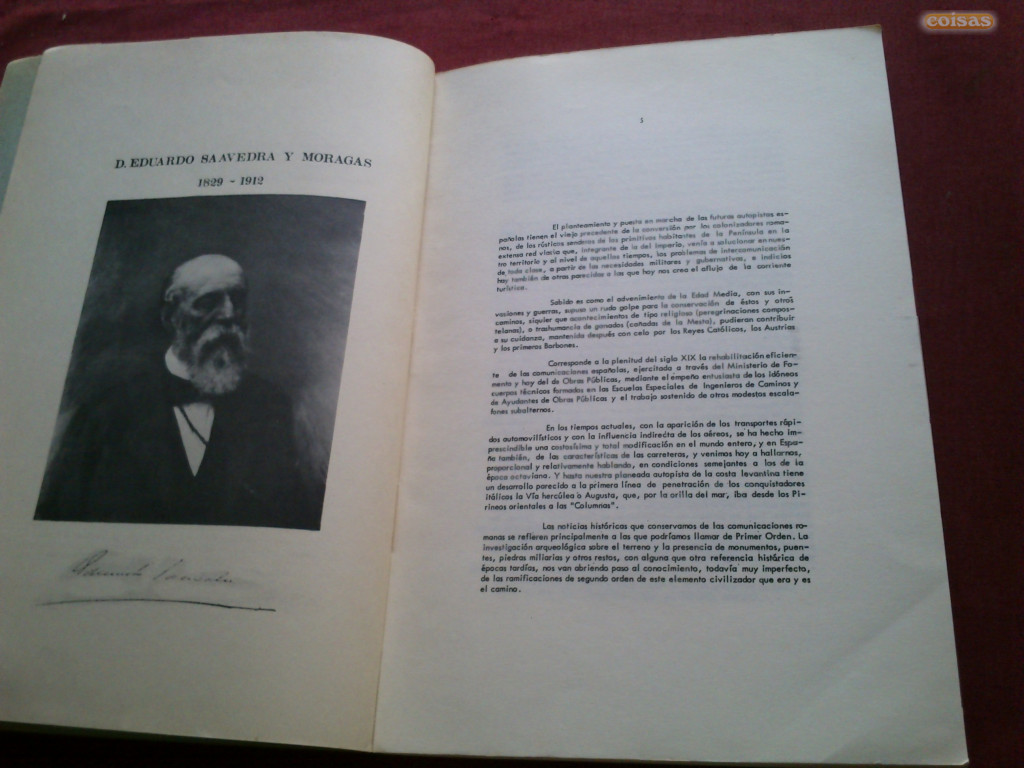 coisas
D. EDUARDO SAAVEDRA Y MORAGAS
1829 - 1912
Eduardo Saavedra
3
El planteamiento y puesta en marcha de las futuras autopistas es-
pañolas tienen el viejo precedente de la conversión por los colonizadores roma-
nos, de los rústicos senderos de los primitivos habitantes de la Península en la
extensa red viaria que, integrante de la del Imperio, venía a solucionar en nues-
tro territorio y al nivel de aquellos tiempos, los problemas de intercomunicación
de toda clase, a partir de las necesidades militares y gubernativas, e indicios
hay también de otras parecidas a las que hoy nos crea el aflujo de la corriente
turística.
Sabido es como el advenimiento de la Edad Media, con sus in-
vasiones y guerras, supuso un rudo golpe para la conservación de éstos y otros
caminos, siquier que acontecimientos de tipo religioso (peregrinaciones compos-
telanas), o trashumancia de ganados (cañadas de la Mesta), pudieran contribuir
a su cuidanza, mantenida después con celo por los Reyes Católicos, los Austrias
y los primeros Borbones.
Corresponde a la plenitud del siglo XIX la rehabilitación eficien-
te de las comunicaciones españolas, ejercitada a través del Ministerio de Fo-
mento y hoy del de Obras Públicas, mediante el empeño entusiasta de los idóneos
cuerpos técnicos formados en las Escuelas Especiales de Ingenieros de Caminos y
de Ayudantes de Obras Públicas y el trabajo sostenido de otros modestos escala-
fones subalternos.
En los tiempos actuales, con la aparición de los transportes rápi-
dos automovilísticos y con la influencia indirecta de los aéreos, se ha hecho im-
prescindible una costosísima y total modificación en el mundo entero, y en Espa-
ña también, de las características de las carreteras, y venimos hoy a hallarnos,
proporcional y relativamente hablando, en condiciones semejantes a las de la
época octaviana. Y hasta nuestra planeada autopista de la costa levantina tiene
un desarrollo parecido a la primera línea de penetración de los conquistadores
itálicos la Vía hercúlea o Augusta, que, por la orilla del mar, iba desde los Pi-
rineos orientales a las "Columnas".
Las noticias históricas que conservamos de las comunicaciones ro-
manas se refieren principalmente a las que podríamos llamar de Primer Orden. La
investigación arqueológica sobre el terreno y la presencia de monumentos, puen-
tes, piedras miliarias y otros restos, con alguna que otra referencia histórica de
épocas tardías, nos van abriendo paso al conocimiento, todavía muy imperfecto,
de las ramificaciones de segundo orden de este elemento civilizador que era y es
el camino.